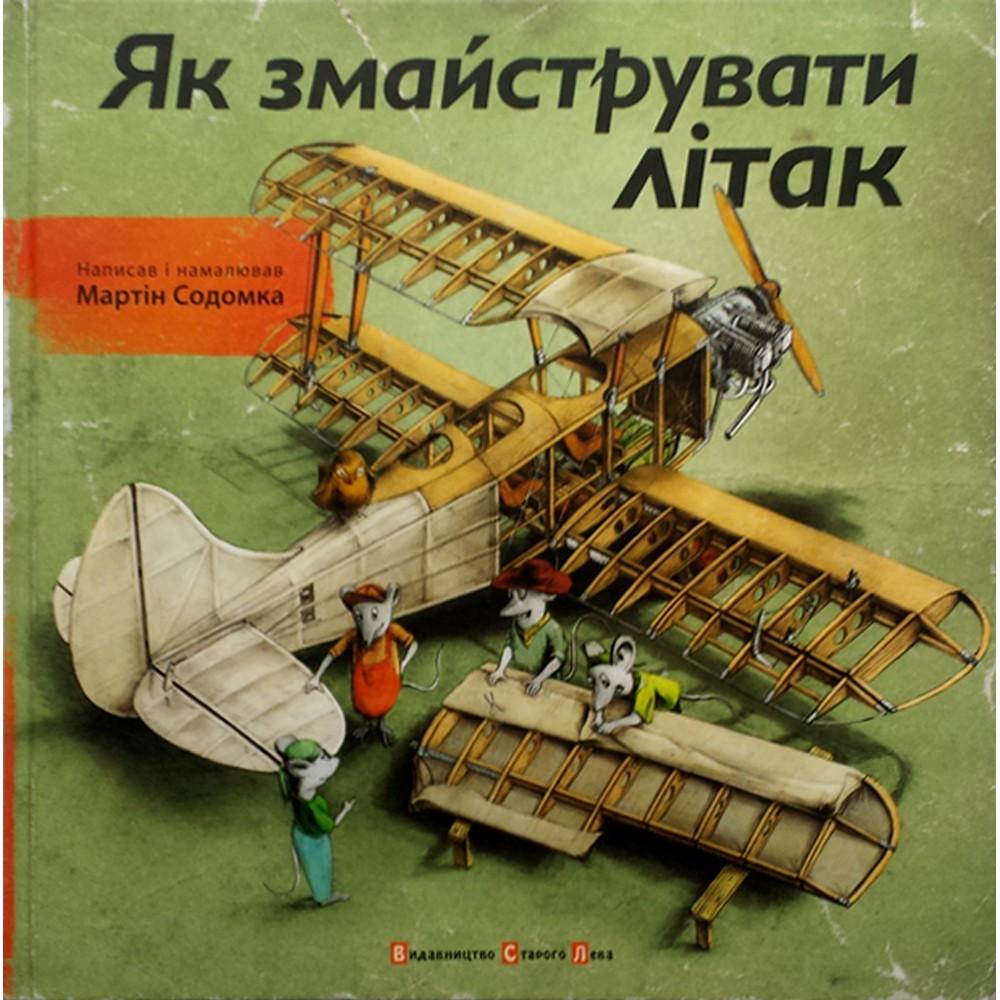 Як змайструвати
літак
Написав і намалював
Мартін Содомка
Видавництво Старого Лева